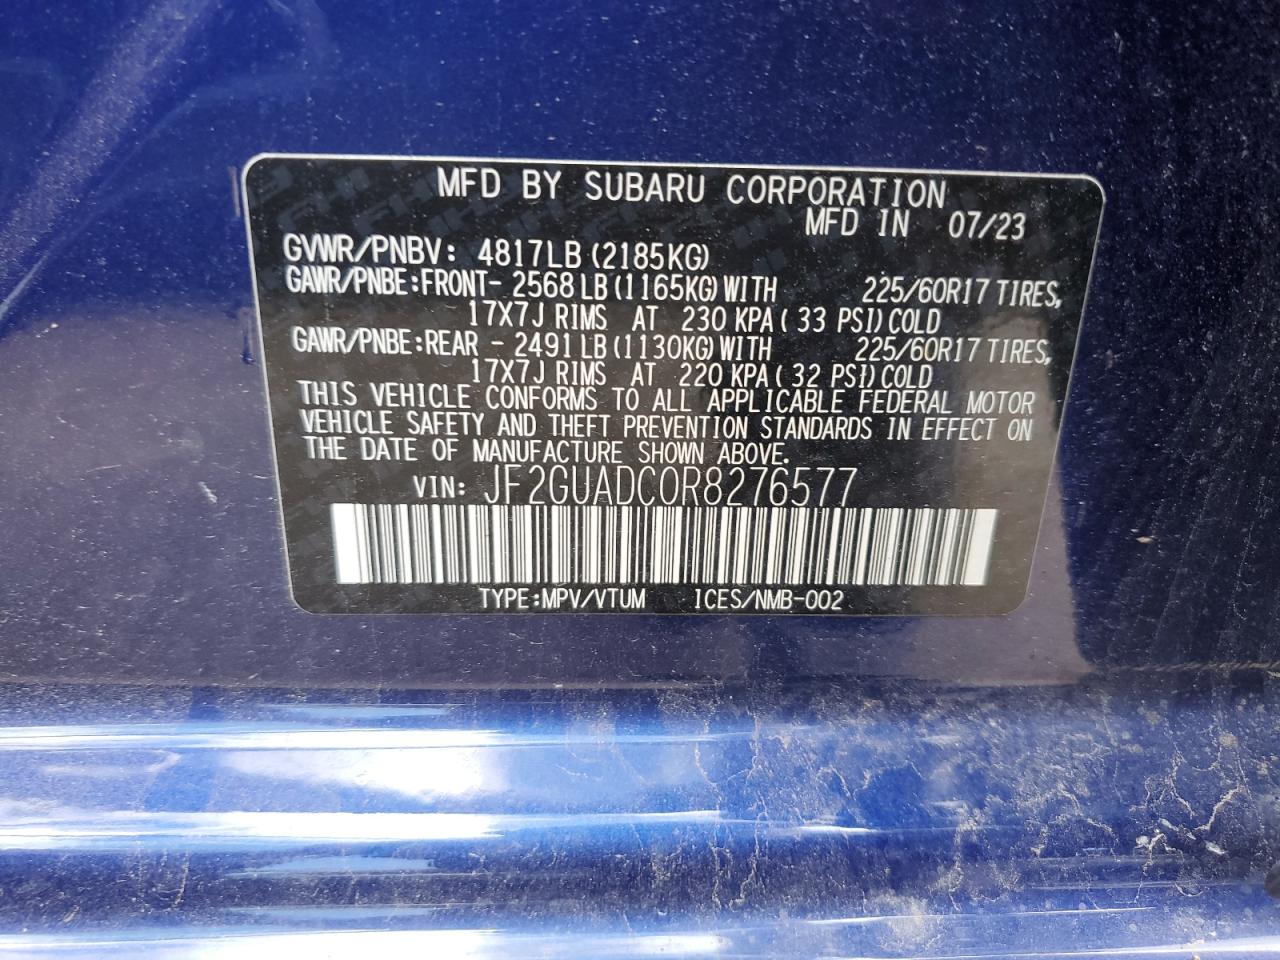 MFD BY SUBARU CORPORATION
MFD IN 07/23
GVWR/PNBV: 4817LB (2185KG)
GAWR/PNBE:FRONT- 2568 LB (1165KG) WITH 225/60R17 TIRES,
17X7J RIMS AT 230 KPA ( 33 PSI) COLD
GAWR/PNBE:REAR - 2491 LB (1130KG) WITH 225/60R17 TIRES,
17X7J RIMS AT 220 KPA ( 32 PSI) COLD
THIS VEHICLE CONFORMS TO ALL APPLICABLE FEDERAL MOTOR
VEHICLE SAFETY AND THEFT PREVENTION STANDARDS IN EFFECT ON
THE DATE OF MANUFACTURE SHOWN ABOVE.
VIN: JF2GUADC0R8276577
TYPE:MPV/VTUM ICES/NMB-002